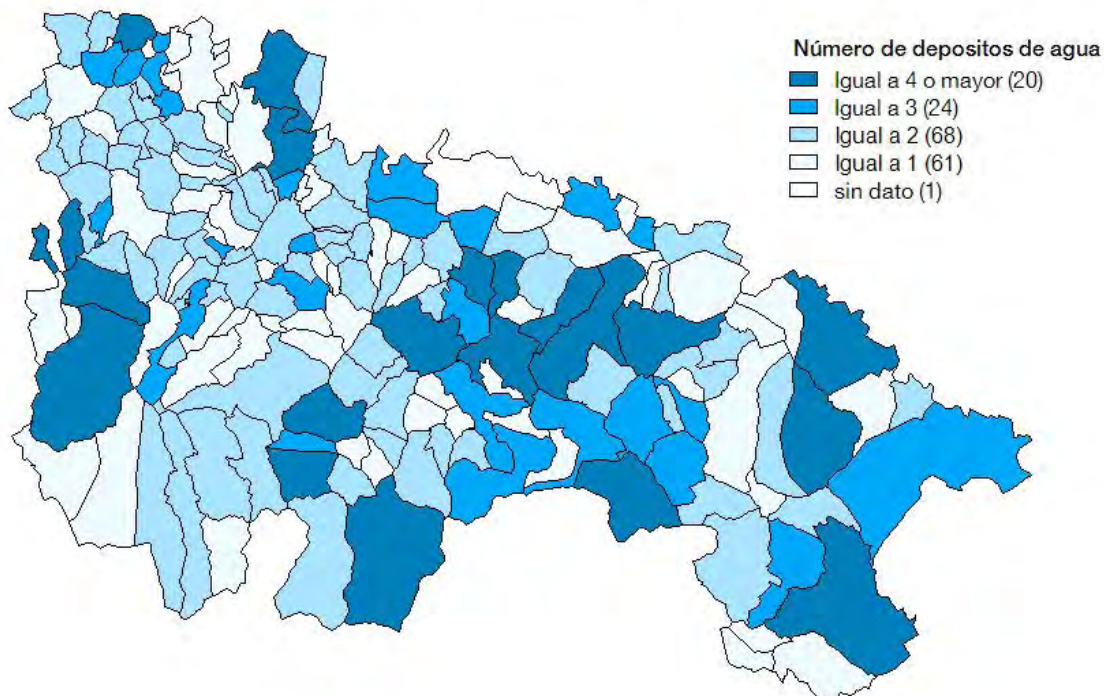 Número de depositos de agua
Igual a 4 o mayor (20)
Igual a 3 (24)
Igual a 2 (68)
Igual a 1 (61)
sin dato (1)